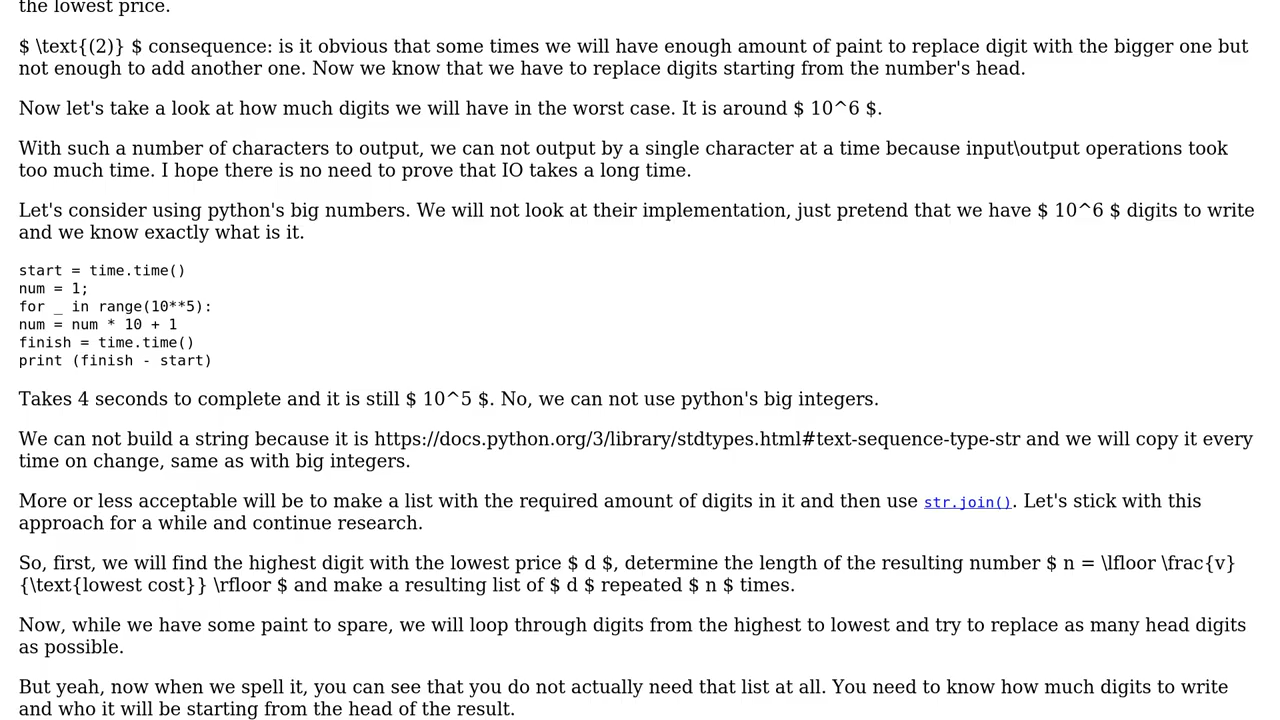 the lowest price.
$ \text{(2)} $ consequence: is it obvious that some times we will have enough amount of paint to replace digit with the bigger one but
not enough to add another one. Now we know that we have to replace digits starting from the number's head.
Now let's take a look at how much digits we will have in the worst case. It is around $ 10^6 $.
With such a number of characters to output, we can not output by a single character at a time because input\output operations took
too much time. I hope there is no need to prove that IO takes a long time.
Let's consider using python's big numbers. We will not look at their implementation, just pretend that we have $ 10^6 $ digits to write
and we know exactly what is it.
start = time.time()
num = 1;
for _ in range(10**5):
num = num * 10 + 1
finish = time.time()
print (finish - start)
Takes 4 seconds to complete and it is still $ 10^5 $. No, we can not use python's big integers.
We can not build a string because it is https://docs.python.org/3/library/stdtypes.html#text-sequence-type-str and we will copy it every
time on change, same as with big integers.
More or less acceptable will be to make a list with the required amount of digits in it and then use str.join(). Let's stick with this
approach for a while and continue research.
So, first, we will find the highest digit with the lowest price $ d $, determine the length of the resulting number $ n = \lfloor \frac{v}
{\text{lowest cost}} \rfloor $ and make a resulting list of $ d $ repeated $ n $ times.
Now, while we have some paint to spare, we will loop through digits from the highest to lowest and try to replace as many head digits
as possible.
But yeah, now when we spell it, you can see that you do not actually need that list at all. You need to know how much digits to write
and who it will be starting from the head of the result.